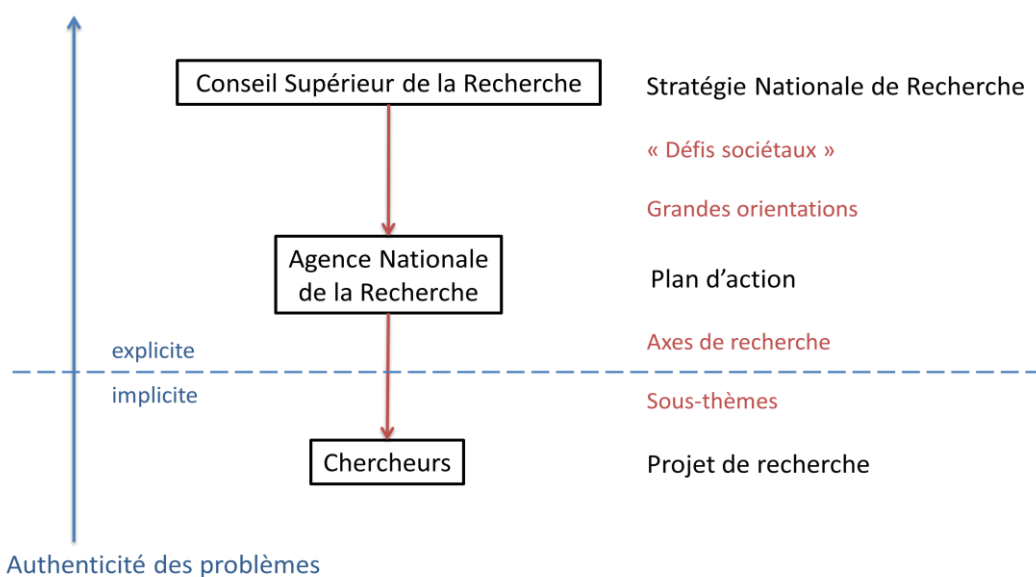 Conseil Supérieur de la Recherche
Stratégie Nationale de Recherche
« Défis sociétaux »
Grandes orientations
Agence Nationale
de la Recherche
Plan d’action
explicite
Axes de recherche
implicite
Sous-thèmes
Chercheurs
Projet de recherche
Authenticité des problèmes